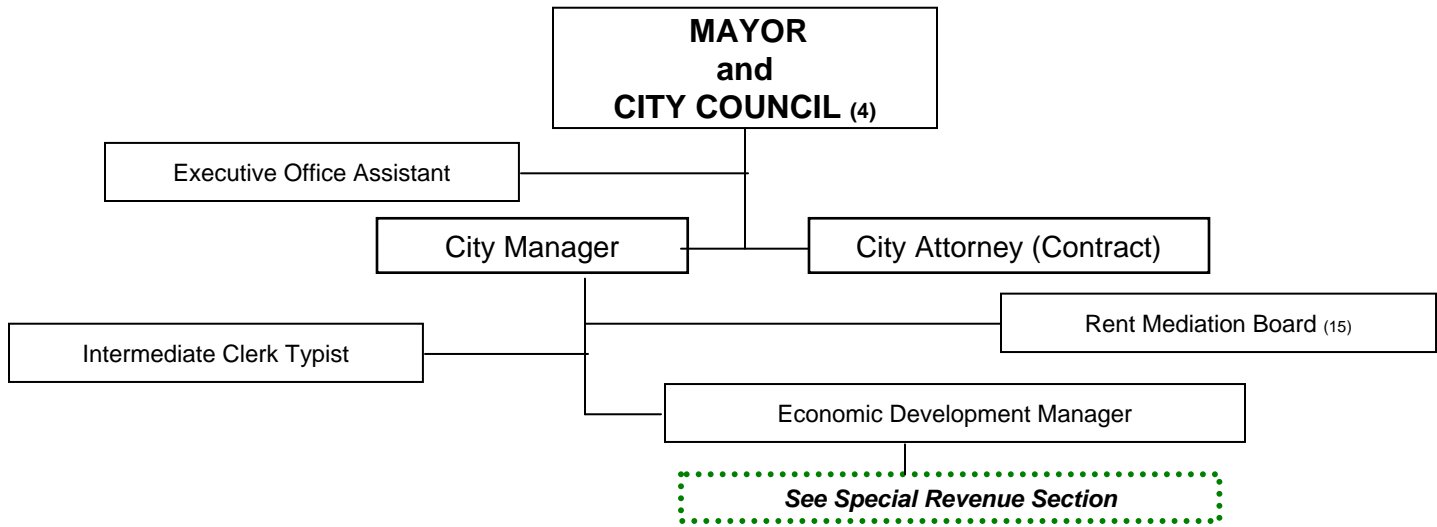 MAYOR
and
CITY COUNCIL (4)
Executive Office Assistant
City Manager
City Attorney (Contract)
Rent Mediation Board (15)
Intermediate Clerk Typist
Economic Development Manager
See Special Revenue Section